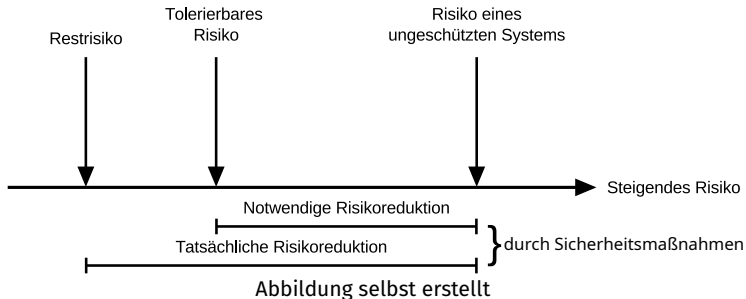 Restrisiko
Tolerierbares
Risiko
Risiko eines
ungeschützten Systems
Steigendes Risiko
Notwendige Risikoreduktion
Tatsächliche Risikoreduktion
durch Sicherheitsmaßnahmen
Abbildung selbst erstellt